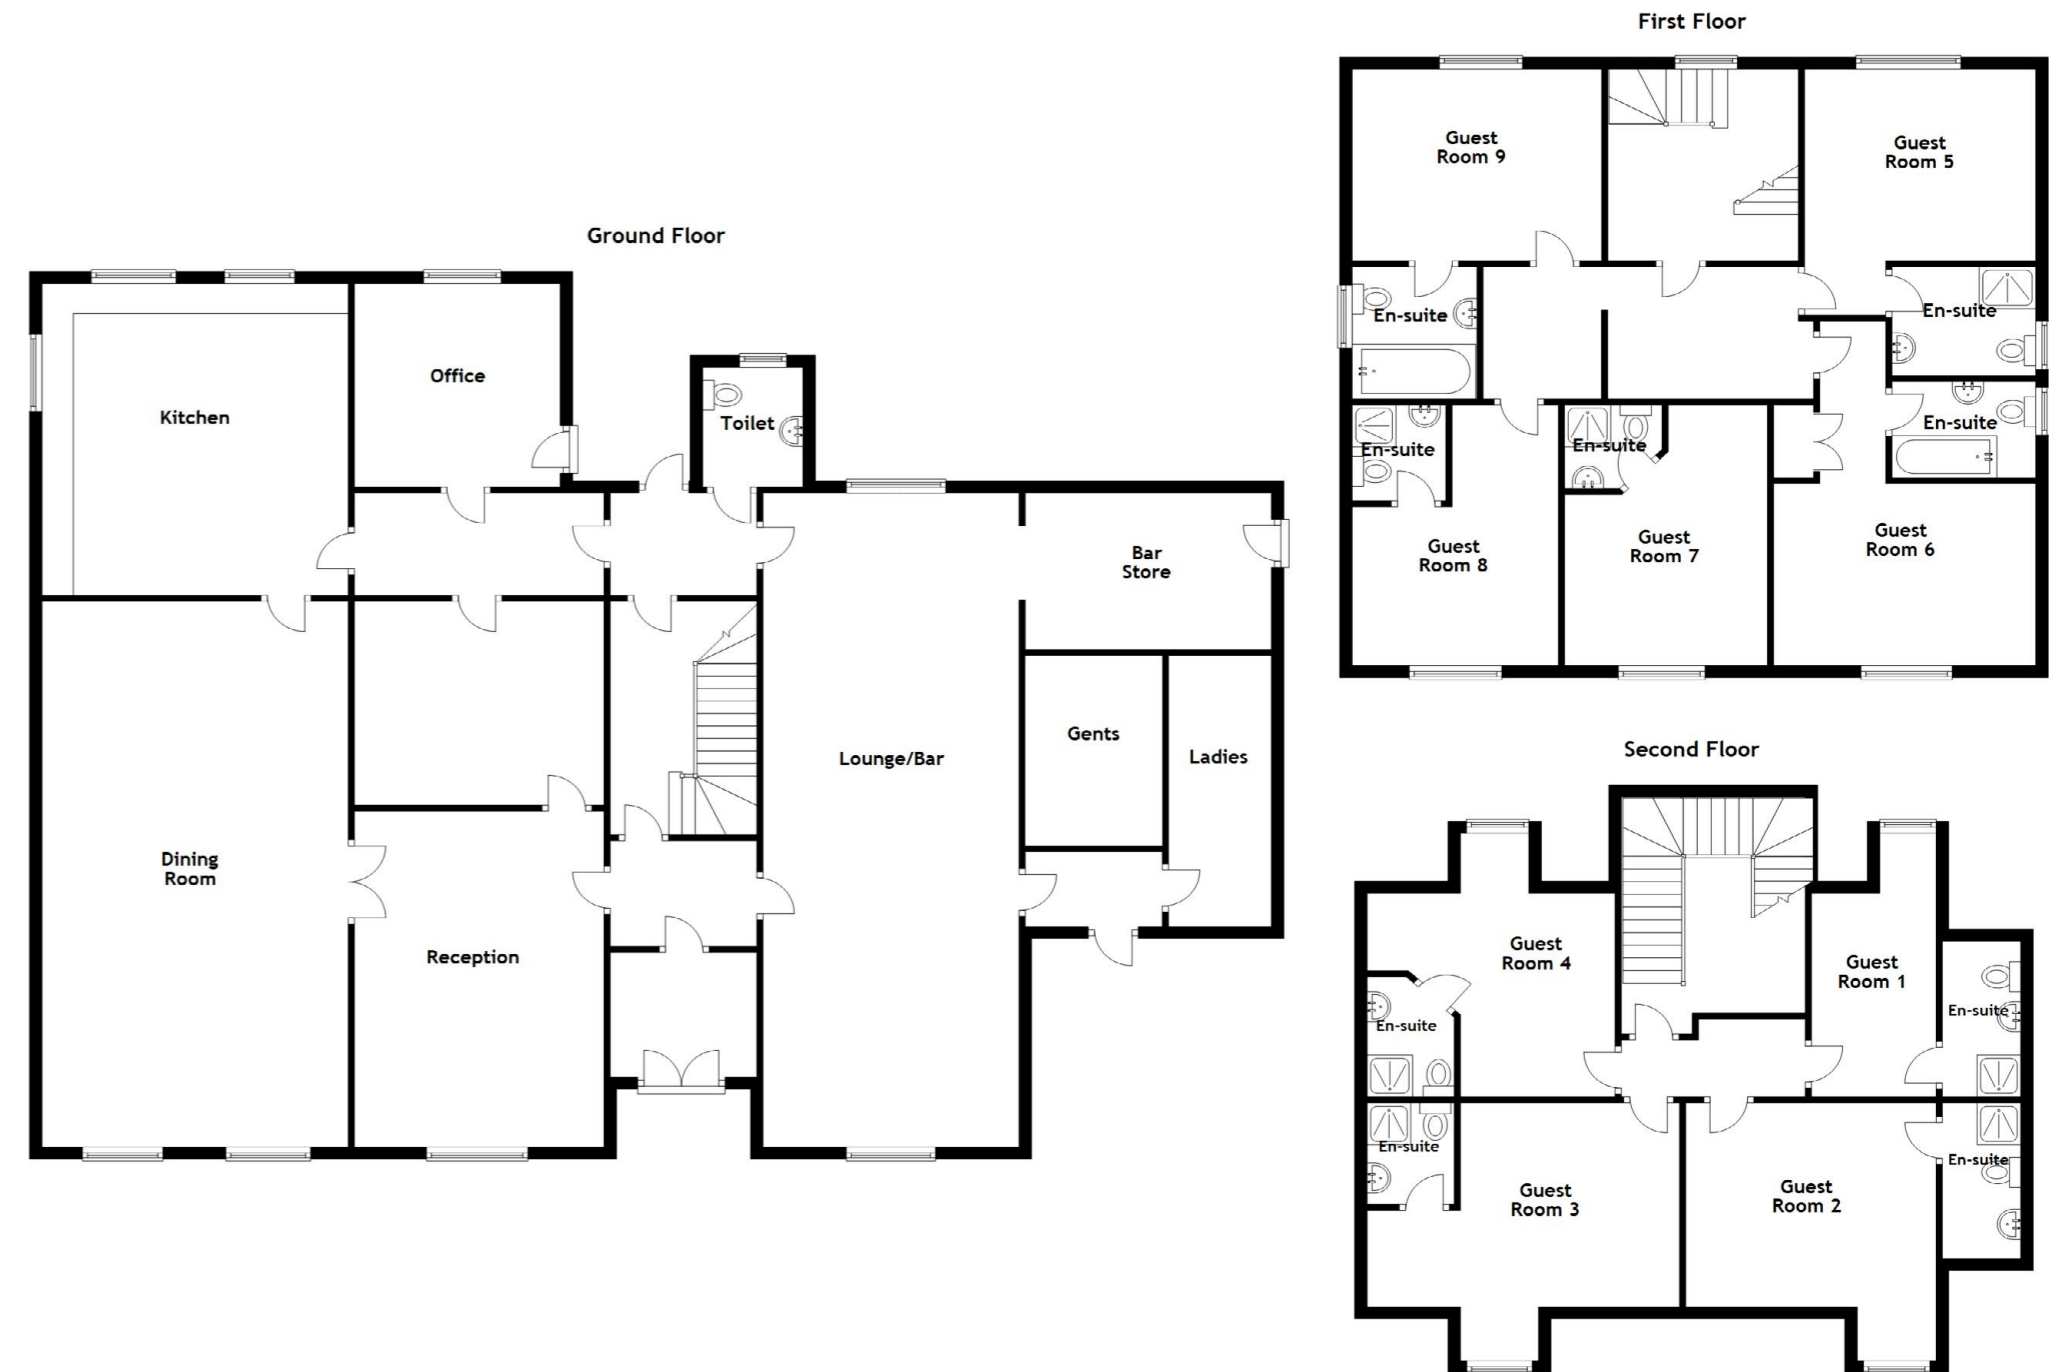 Ground Floor
Kitchen
Office
Toilet
Bar
Store
Gents
Ladies
Lounge/Bar
Dining
Room
Reception
First Floor
Guest
Room 9
Guest
Room 5
En-suite
En-suite
En-suite
En-suite
En-suite
Guest
Room 8
Guest
Room 7
Guest
Room 6
Second Floor
Guest
Room 4
Guest
Room 1
En-suite
En-suite
En-suite
En-suite
Guest
Room 3
Guest
Room 2